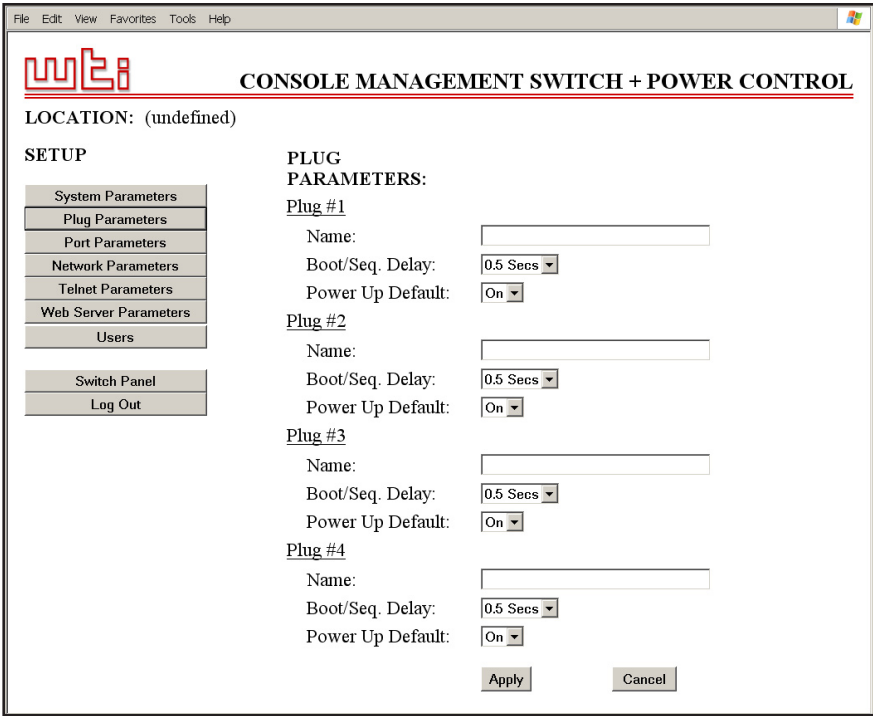 File Edit View Favorites Tools Help
wti
CONSOLE MANAGEMENT SWITCH + POWER CONTROL
LOCATION: (undefined)
SETUP
System Parameters
Plug Parameters
Port Parameters
Network Parameters
Telnet Parameters
Web Server Parameters
Users
Switch Panel
Log Out
PLUG
PARAMETERS:
Plug #1
Name:
Boot/Seq. Delay: 0.5 Secs
Power Up Default: On
Plug #2
Name:
Boot/Seq. Delay: 0.5 Secs
Power Up Default: On
Plug #3
Name:
Boot/Seq. Delay: 0.5 Secs
Power Up Default: On
Plug #4
Name:
Boot/Seq. Delay: 0.5 Secs
Power Up Default: On
Apply Cancel